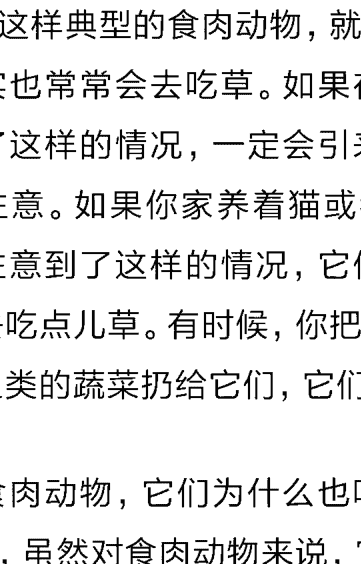 这样典型的食肉动物，就
也常常会去吃草。如果
这样的情况，一定会引
意。如果你家养着猫或
意到了这样的情况，它
吃点儿草。有时候，你把
类的蔬菜扔给它们，它们
肉动物，它们为什么也
，虽然对食肉动物来说，